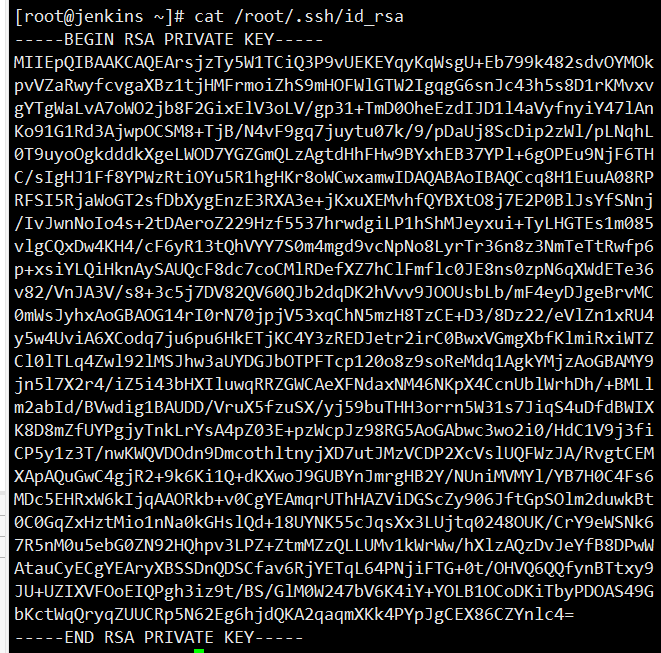 [root@jenkins ~]# cat /root/.ssh/id_rsa
-----BEGIN RSA PRIVATE KEY-----
MIIEpQIBAAKCAQEArsjzTy5W1TCiQ3P9vUEKEYqyKqWsgU+Eb799k482sdvOYMOk
pvVZaRwyfcvgaXBz1tjHMFrmoiZhS9mHOFWlGTW2IgqgG6snJc43h5s8D1rKMvxv
gYTgWaLvA7oWO2jb8F2GixElV3oLV/gp31+TmD0OheEzdIJD1l4aVyfnyiY47lAn
Ko91G1Rd3AjwpOCSM8+TjB/N4vF9gq7juytu07k/9/pDaUj8ScDip2zWl/pLNqhL
0T9uyoOgkdddkXgeLWOD7YGZGmQLzAgtdHhFHw9BYxhEB37YPl+6gOPEu9NjF6TH
C/sIgHJ1Ff8YPWzRtiOYu5R1hgHKr8oWCwxamwIDAQABAoIBAQCcq8H1EuuA08RP
RFSI5RjaWoGT2sfDbXygEnzE3RXA3e+jKxuXEMvhfQYBXtO8j7E2P0BlJsYfSNnj
/IvJwnNoIo4s+2tDAeroZ229Hzf5537hrwdgiLP1hShMJeyxui+TyLHGTEs1m085
vlgCQxDw4KH4/cF6yR13tQhVYY7S0m4mgd9vcNpNo8LyrTr36n8z3NmTeTtRwfp6
p+xsiYLQiHknAySAUQcF8dc7coCMlRDefXZ7hClFmflc0JE8ns0zpN6qXWdETe36
v82/VnJA3V/s8+3c5j7DV82QV60QJb2dqDK2hVvv9JOOUsbLb/mF4eyDJgeBrvMC
0mWsJyhxAoGBAOG14rI0rN70jpjV53xqChN5mzH8TzCE+D3/8Dz22/eVlZn1xRU4
y5w4UviA6XCodq7ju6pu6HkETjKC4Y3zREDJetr2irC0BwxVGmgXbfKlmiRxiWTZ
Cl0lTLq4Zwl92lMSJhw3aUYDGJbOTPFTcp120o8z9soReMdq1AgkYMjzAoGBAMY9
jn5l7X2r4/iZ5i43bHXIluwqRRZGWCAeXFNdaxNM46NKpX4CcnUblWrhDh/+BMLl
m2abId/BVwdig1BAUDD/VruX5fzuSX/yj59buTHH3orrn5W31s7JiqS4uDfdBWIX
K8D8mZfUYPgjyTnkLrYsA4pZ03E+pzWcpJz98RG5AoGAbwc3wo2i0/HdC1V9j3fi
CP5y1z3T/nwKWQVDOdn9DmcothltnyjXD7utJMzVCDP2XcVslUQFWzJA/RvgtCEM
XApAQuGwC4gjR2+9k6Ki1Q+dKXwoJ9GUBYnJmrgHB2Y/NUniMVMYl/YB7H0C4Fs6
MDc5EHRxW6kIjqAAORkb+v0CgYEAmqrUThHAZViDGScZy906JftGpSOlm2duwkBt
0C0GqZxHztMio1nNa0kGHslQd+18UYNK55cJqsXx3LUjtq0248OUK/CrY9eWSNk6
7R5nM0u5ebG0ZN92HQhpv3LPZ+ZtmMZzQLLUMv1kWrWw/hXlzAQzDvJeYfB8DPwW
AtauCyECgYEAryXBSSDnQDSCfav6RjYETqL64PNjiFTG+0t/OHVQ6QQfynBTtxy9
JU+UZIXVFOoEIQPgh3iz9t/BS/GlM0W247bV6K4iY+YOLB1OCoDKiTbyPDOAS49G
bKctWqQryqZUUCRp5N62Eg6hjdQKA2qaqmXKk4PYpJgCEX86CZYnlc4=
-----END RSA PRIVATE KEY-----